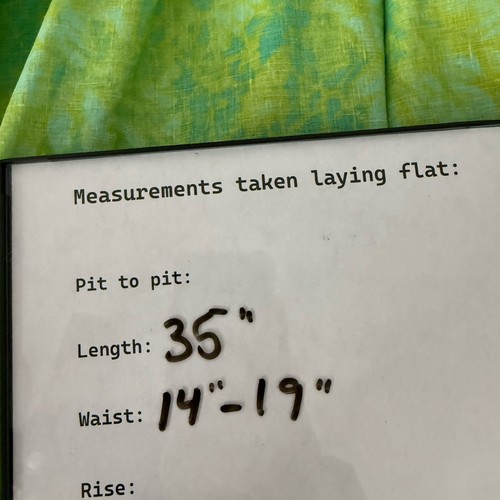 Measurements taken laying flat:
Pit to pit:
Length: 35"
Waist: 14"-19"
Rise: